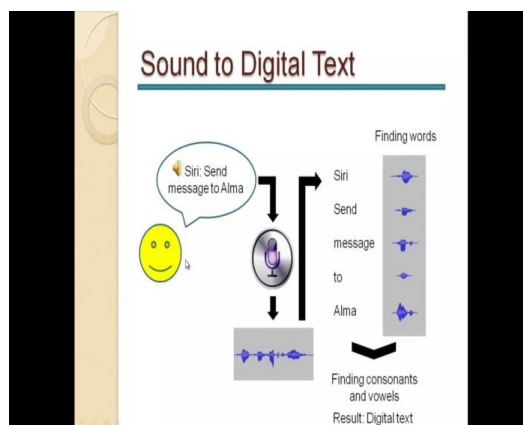 Sound to Digital Text
Siri: Send
message to Alma
Finding words
Siri
Send
message
to
Alma
Finding consonants
and vowels
Result: Digital text